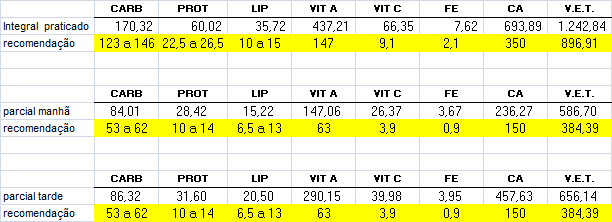 CARB PROT LIP VIT A VIT C FE CA V.E.T.
Integral praticado 170,32 60,02 35,72 437,21 66,35 7,62 693,89 1.242,84
recomendação 123 a 146 22,5 a 26,5 10 a 15 147 9,1 2,1 350 896,91
CARB PROT LIP VIT A VIT C FE CA V.E.T.
parcial manhã 84,01 28,42 15,22 147,06 26,37 3,67 236,27 586,70
recomendação 53 a 62 10 a 14 6,5 a 13 63 3,9 0,9 150 384,39
CARB PROT LIP VIT A VIT C FE CA V.E.T.
parcial tarde 86,32 31,60 20,50 290,15 39,98 3,95 457,63 656,14
recomendação 53 a 62 10 a 14 6,5 a 13 63 3,9 0,9 150 384,39